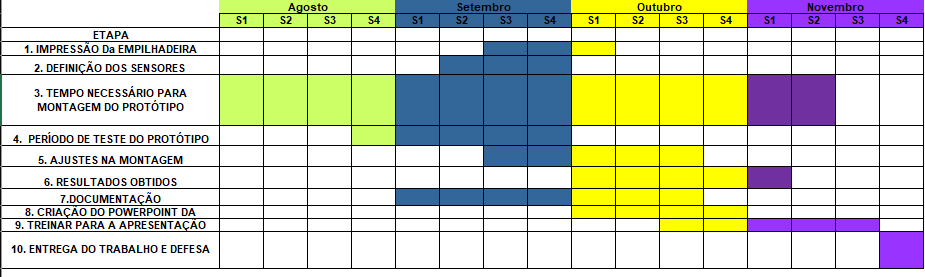 Agosto Setembro Outubro Novembro
S1 S2 S3 S4 S1 S2 S3 S4 S1 S2 S3 S4 S1 S2 S3 S4
ETAPA
1. IMPRESSÃO Da EMPILHADEIRA
2. DEFINIÇÃO DOS SENSORES
3. TEMPO NECESSÁRIO PARA
MONTAGEM DO PROTÓTIPO
4. PERÍODO DE TESTE DO PROTÓTIPO
5. AJUSTES NA MONTAGEM
6. RESULTADOS OBTIDOS
7.DOCUMENTAÇÃO
8. CRIAÇÃO DO POWERPOINT DA
9. TREINAR PARA A APRESENTAÇÃO
10. ENTREGA DO TRABALHO E DEFESA